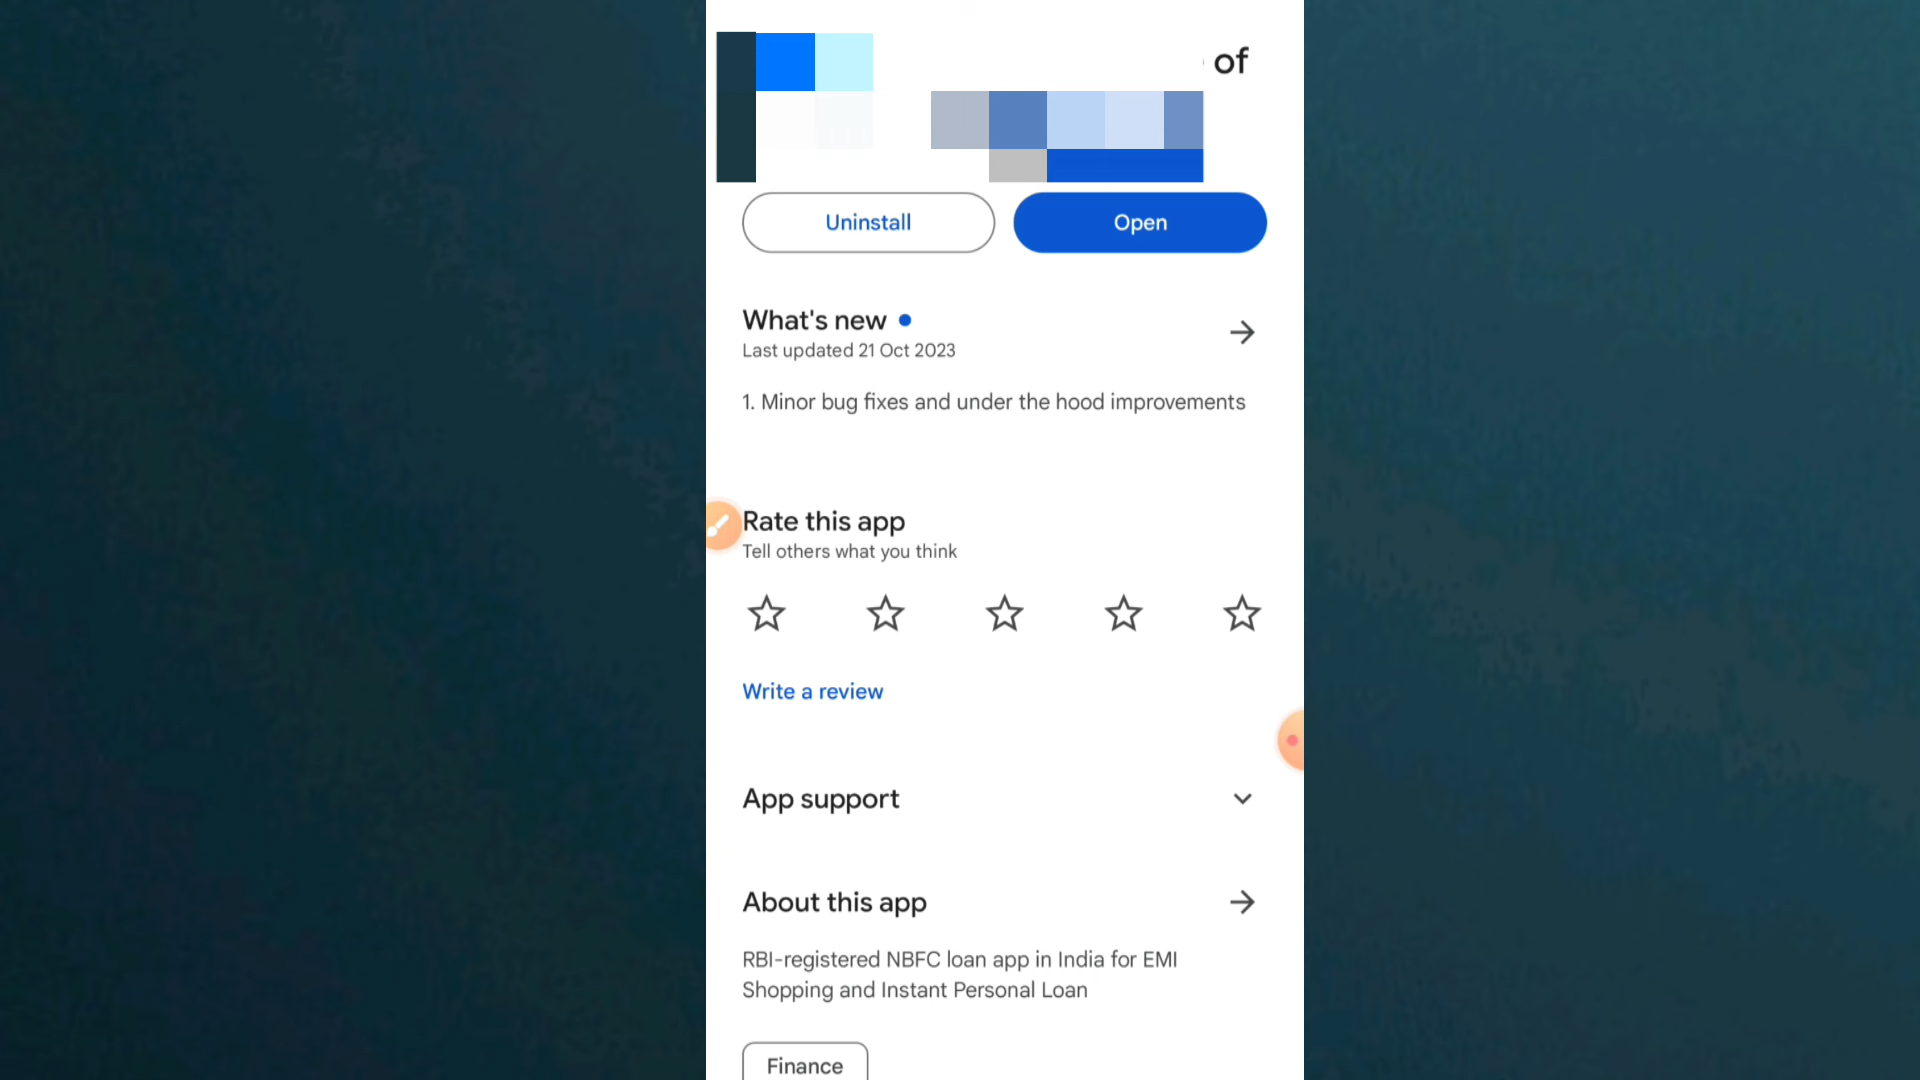 of
Uninstall
Open
What's new
Last updated 21 Oct 2023
1. Minor bug fixes and under the hood improvements
Rate this app
Tell others what you think
Write a review
App support
About this app
RBI-registered NBFC loan app in India for EMI
Shopping and Instant Personal Loan
Finance